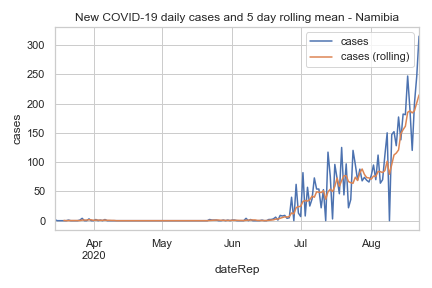 New COVID-19 daily cases and 5 day rolling mean - Namibia
cases
cases (rolling)
300
250
200
150
100
50
0
cases
Apr
2020
May
Jun
Jul
Aug
dateRep